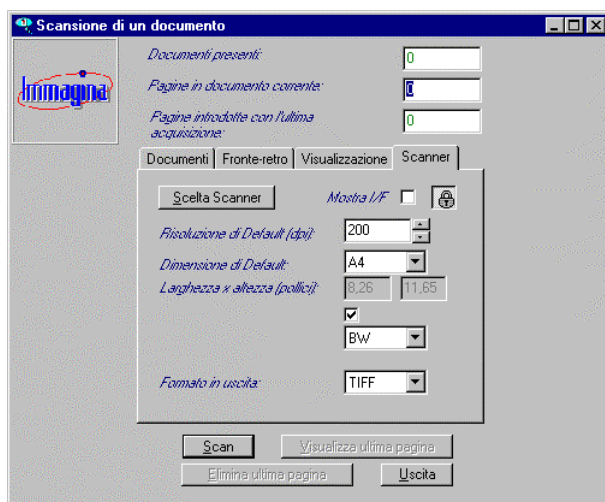 Scansione di un documento
Immagina
Documenti presenti:
0
Pagine in documento corrente:
0
Pagine introdotte con l'ultima
acquisizione:
0
Documenti Fronte-retro Visualizzazione Scanner
Scelta Scanner Mostra I/F
Risoluzione di Default (dpi): 200
Dimensione di Default: A4
Larghezza x altezza (pollici): 8,26 11,65
BW
Formato in uscita: TIFF
Scan Visualizza ultima pagina
Elimina ultima pagina Uscita